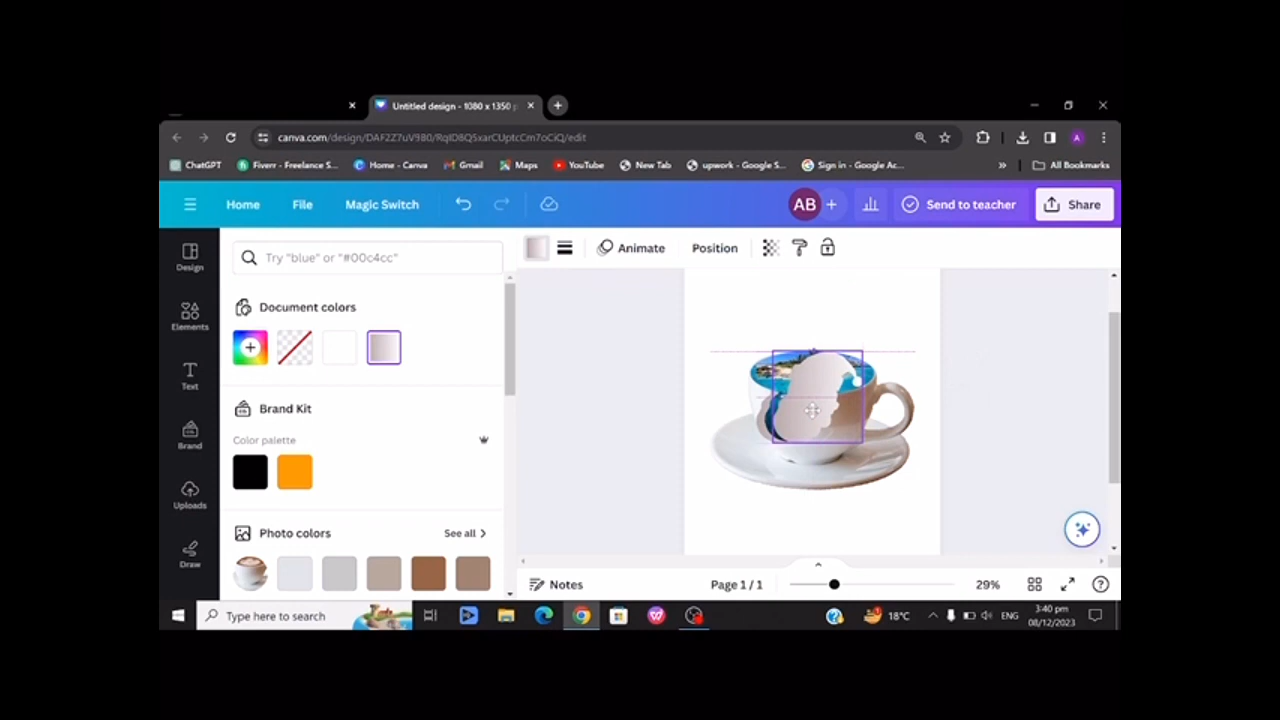 Untitled design - 1080 x 1350 p
canva.com/design/DAF2Z7uV9B0/RqID8Q5xarCUptcCm7oCiQ/edit
A
ChatGPT
Fiverr - Freelance S...
Home - Canva
Gmail
Maps
YouTube
New Tab
upwork - Google S...
Sign in - Google Ac...
All Bookmarks
Home
File
Magic Switch
AB
Send to teacher
Share
Design
Elements
Text
Brand
Uploads
Draw
Try "blue" or "#00c4cc"
Document colors
Brand Kit
Color palette
Photo colors
See all
Animate
Position
Notes
Page 1 / 1
29%
Type here to search
18°C
ENG
3:40 pm
08/12/2023